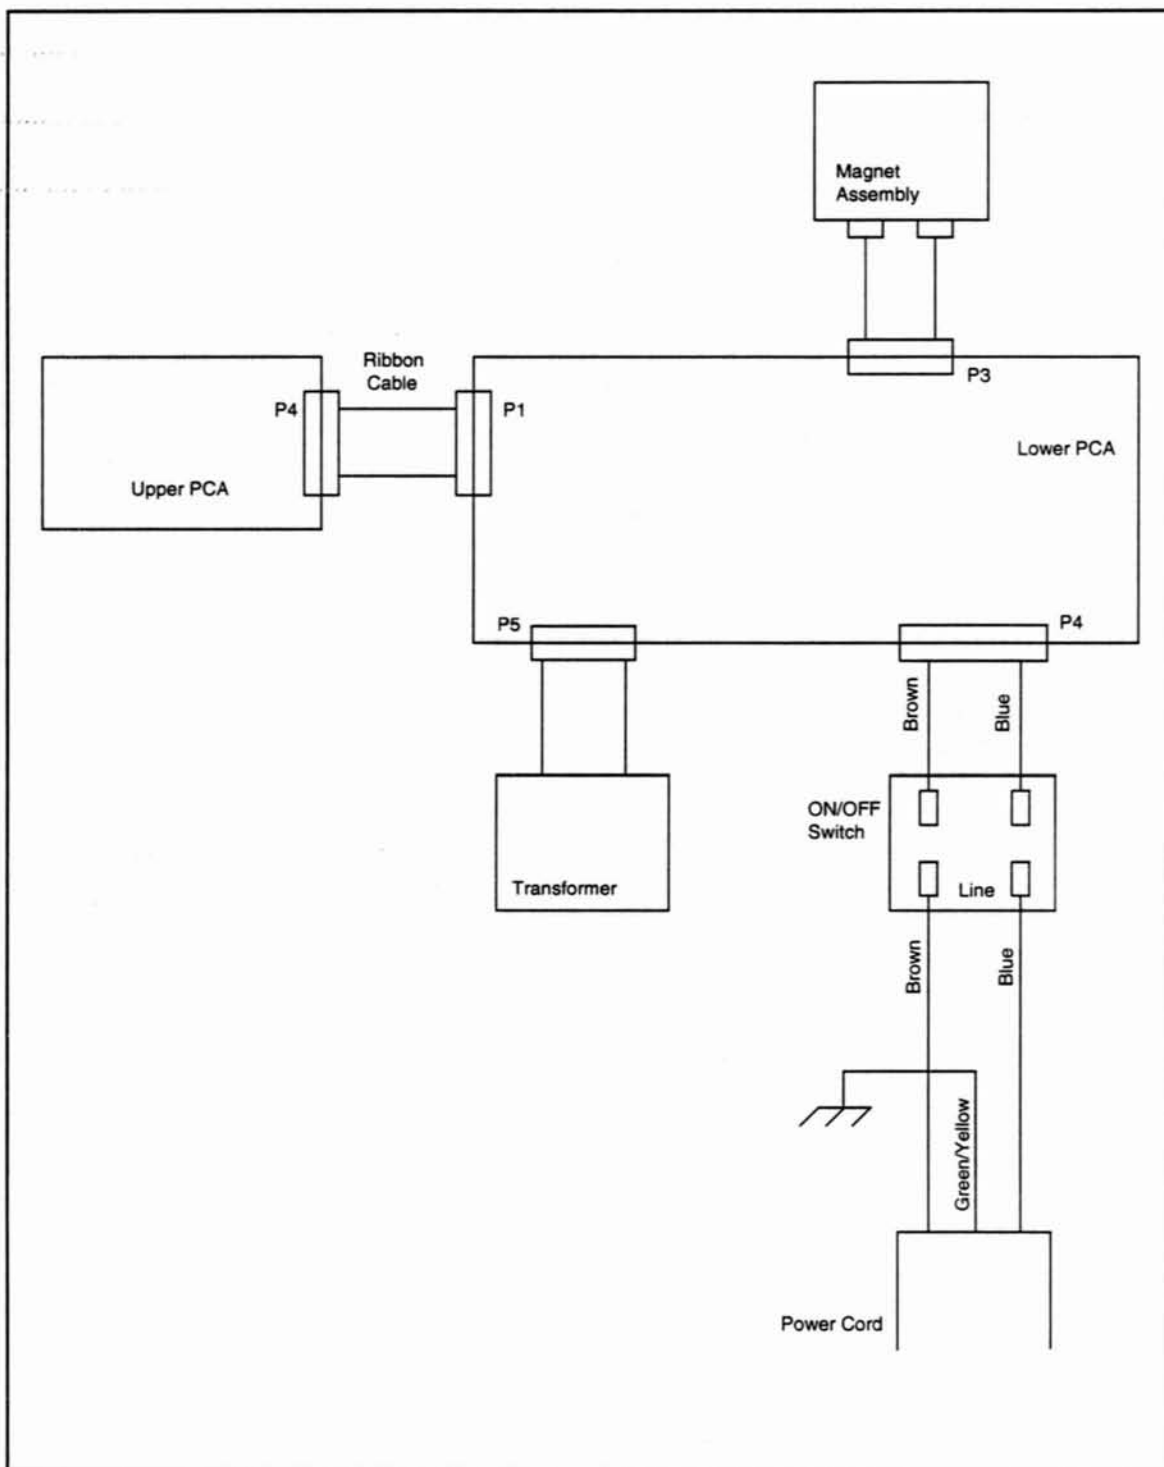 Magnet
Assembly
Ribbon
Cable
P3
P4
P1
Lower PCA
Upper PCA
P5
P4
Brown
Blue
ON/OFF
Switch
Transformer
Line
Brown
Blue
Green/Yellow
Power Cord